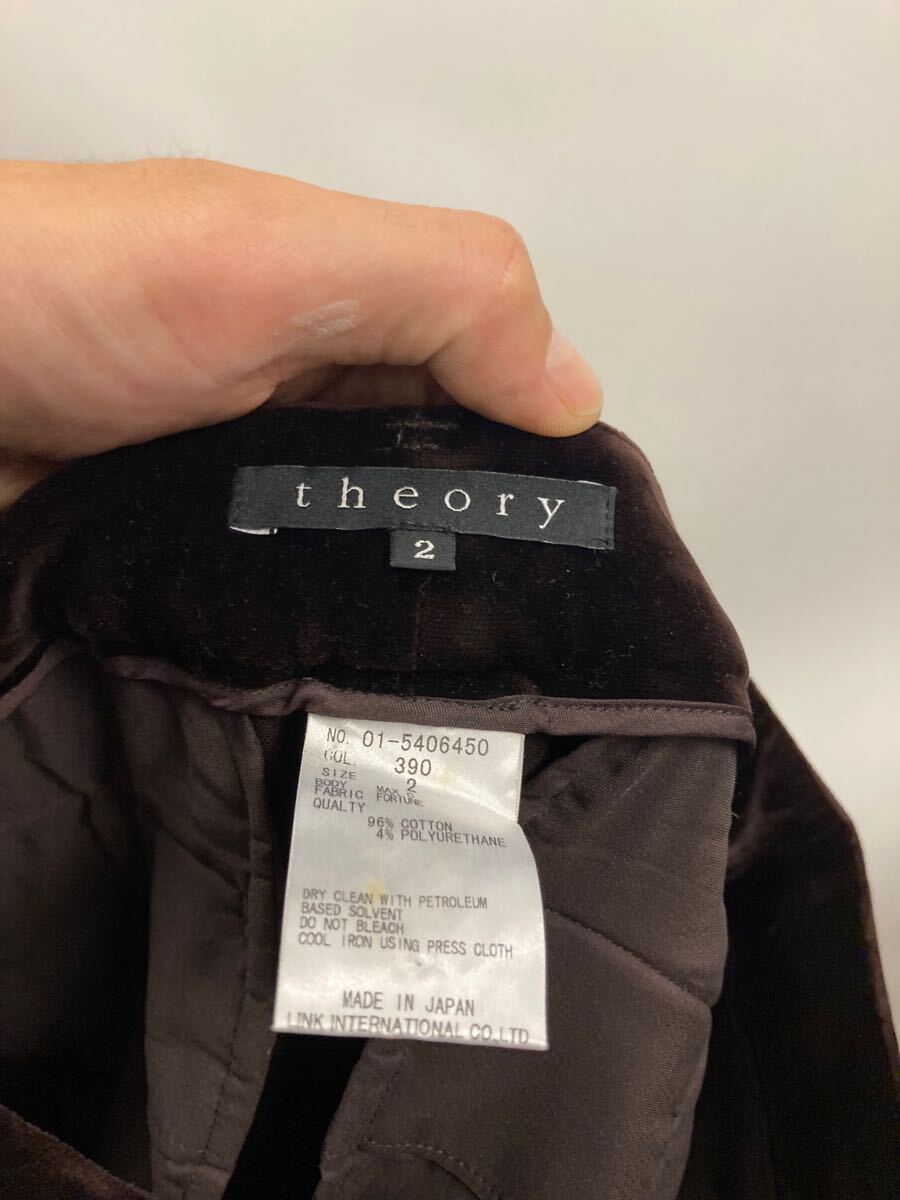 theory
2
NO. 01-5406450
COL. 390
SIZE 2
BODY MAX D
FABRIC FORTUNE
QUALTY
96% COTTON
4% POLYURETHANE
DRY CLEAN WITH PETROLEUM
BASED SOLVENT
DO NOT BLEACH
COOL IRON USING PRESS CLOTH
MADE IN JAPAN
LINK INTERNATIONAL CO.,LTD